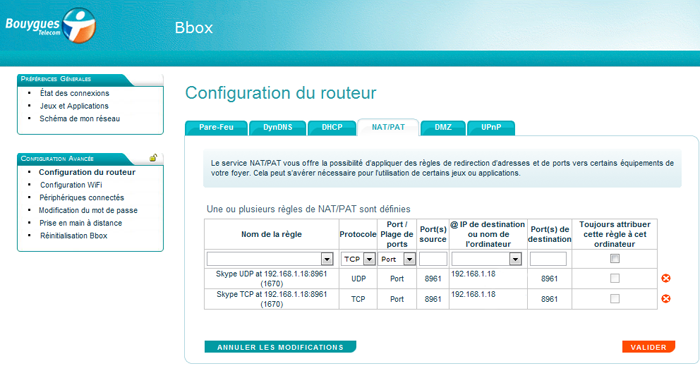 Bouygues
Telecom
Bbox
Préférences Générales
État des connexions
Jeux et Applications
Schéma de mon réseau
Configuration Avancée
Configuration du routeur
Configuration WiFi
Périphériques connectés
Modification du mot de passe
Prise en main à distance
Réinitialisation Bbox
Configuration du routeur
Pare-Feu DynDNS DHCP NAT/PAT DMZ UPnP
Le service NAT/PAT vous offre la possibilité d'appliquer des règles de redirection d'adresses et de ports vers certains équipements de
votre foyer. Cela peut s'avérer nécessaire pour l'utilisation de certains jeux ou applications.
Une ou plusieurs règles de NAT/PAT sont définies
Nom de la règle Protocole Port / Plage de ports Port(s) source @ IP de destination ou nom de l'ordinateur Port(s) de destination Toujours attribuer cette règle à cet ordinateur
TCP Port
Skype UDP at 192.168.1.18:8961 (1670) UDP Port 8961 192.168.1.18 8961
Skype TCP at 192.168.1.18:8961 (1670) TCP Port 8961 192.168.1.18 8961
ANNULER LES MODIFICATIONS VALIDER